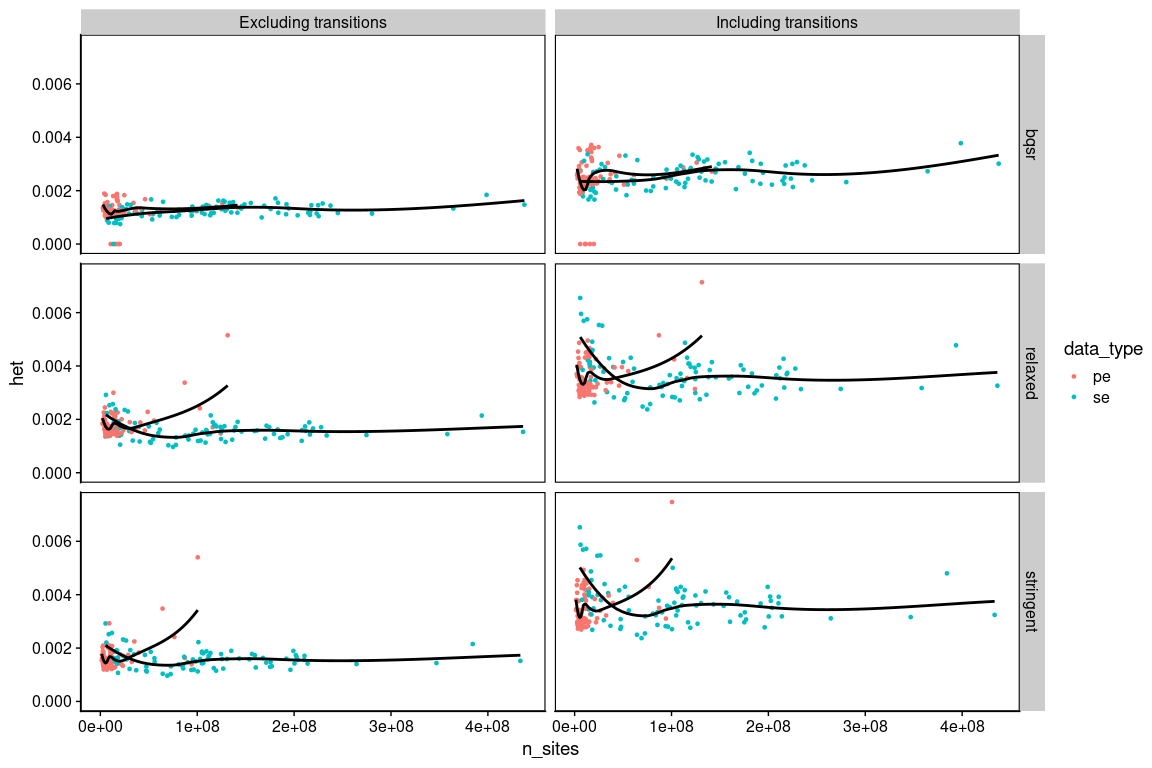 Excluding transitions
Including transitions
0.006
0.004
0.002
0.000
bqsr
0.006
0.004
0.002
0.000
relaxed
0.006
0.004
0.002
0.000
stringent
het
0e+00
1e+08
2e+08
3e+08
4e+08
0e+00
1e+08
2e+08
3e+08
4e+08
n_sites
data_type
pe
se